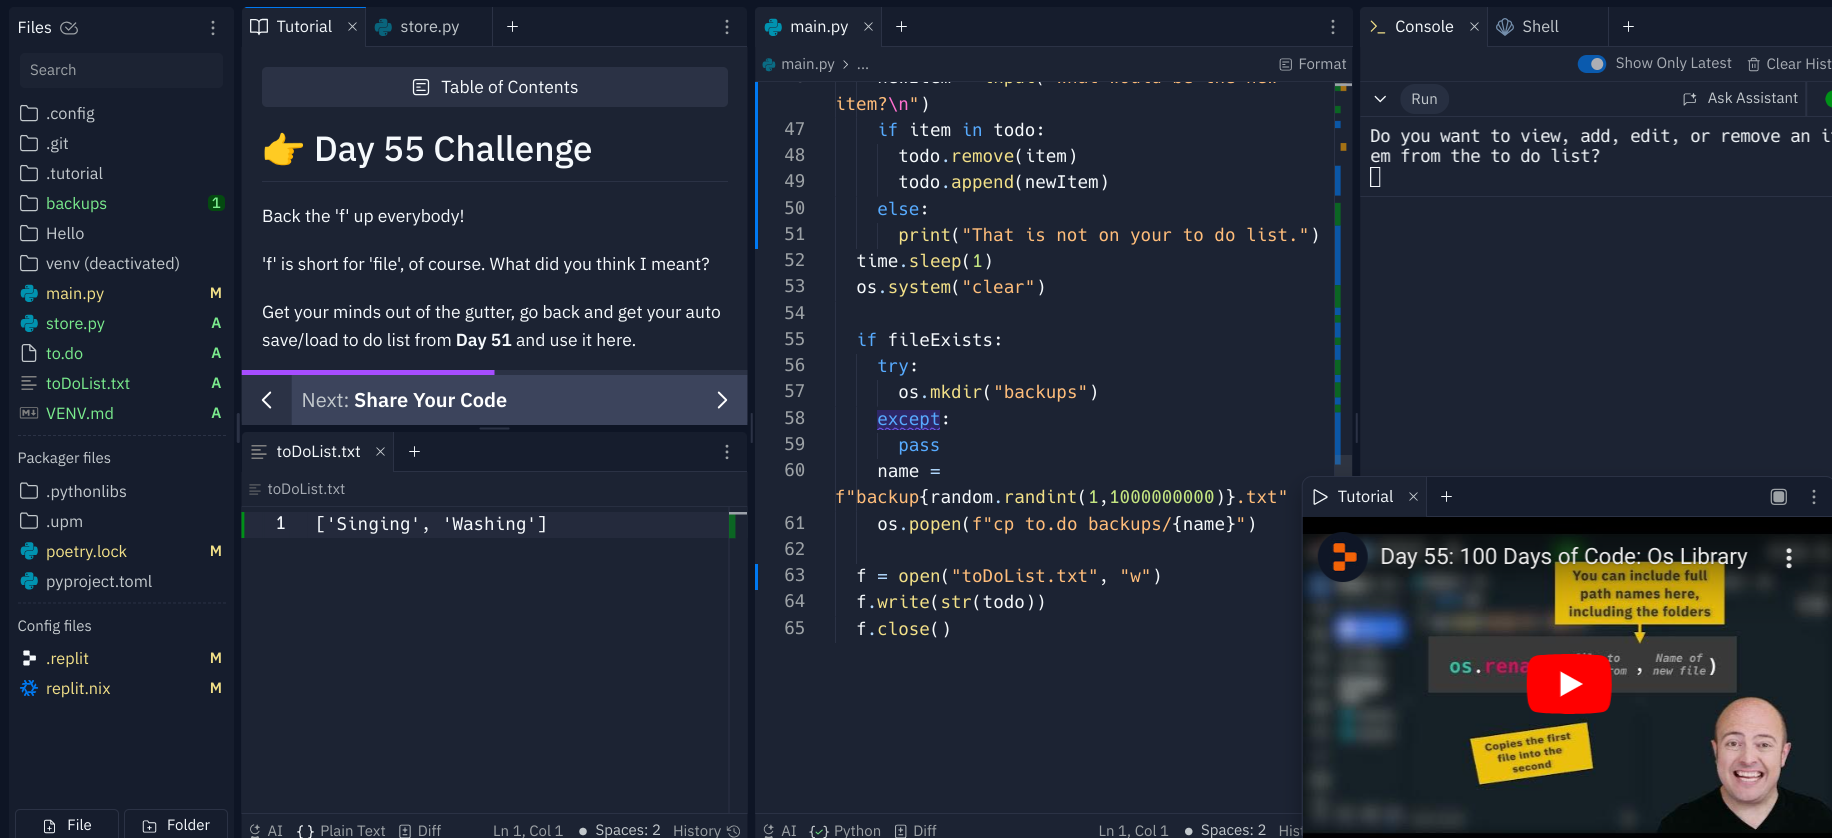 Files
Search
.config
.git
.tutorial
backups 1
Hello
venv (deactivated)
main.py M
store.py A
to.do A
toDoList.txt A
VENV.md A
Packager files
.pythonlibs
.upm
poetry.lock M
pyproject.toml
Config files
.replit M
replit.nix M
File Folder
Tutorial × store.py +
Table of Contents
👉 Day 55 Challenge
Back the 'f' up everybody!
'f' is short for 'file', of course. What did you think I meant?
Get your minds out of the gutter, go back and get your auto
save/load to do list from Day 51 and use it here.
Next: Share Your Code
toDoList.txt × +
toDoList.txt
1 ['Singing', 'Washing']
AI {} Plain Text Diff Ln 1, Col 1 Spaces: 2 History
main.py × +
main.py > ... Format
item?\n")
47 if item in todo:
48 todo.remove(item)
49 todo.append(newItem)
50 else:
51 print("That is not on your to do list.")
52 time.sleep(1)
53 os.system("clear")
54
55 if fileExists:
56 try:
57 os.mkdir("backups")
58 except:
59 pass
60 name =
f"backup{random.randint(1,1000000000)}.txt"
61 os.popen(f"cp to.do backups/{name}")
62
63 f = open("toDoList.txt", "w")
64 f.write(str(todo))
65 f.close()
AI Python Diff Ln 1, Col 1 Spaces: 2 Hist
Console × Shell +
Show Only Latest Clear Hist
Run Ask Assistant
Do you want to view, add, edit, or remove an it
em from the to do list?
Tutorial × +
Day 55: 100 Days of Code: Os Library
You can include full
path names here,
including the folders
os.rena , Name of
new file )
Copies the first
file into the
second